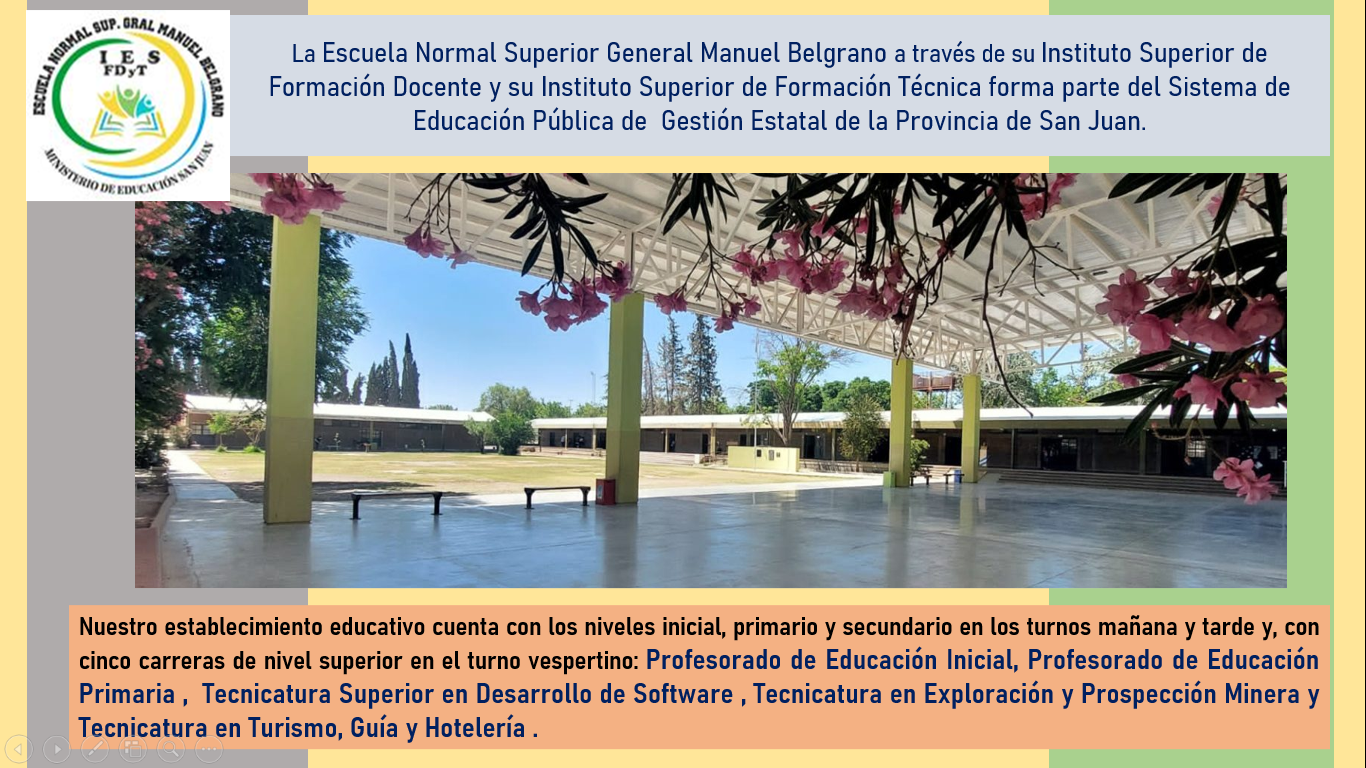 ESCUELA NORMAL SUP. GRAL MANUEL BELGRANO
I E S
FDyT
MINISTERIO DE EDUCACIÓN SAN JUAN
La Escuela Normal Superior General Manuel Belgrano a través de su Instituto Superior de
Formación Docente y su Instituto Superior de Formación Técnica forma parte del Sistema de
Educación Pública de Gestión Estatal de la Provincia de San Juan.
Nuestro establecimiento educativo cuenta con los niveles inicial, primario y secundario en los turnos mañana y tarde y, con
cinco carreras de nivel superior en el turno vespertino: Profesorado de Educación Inicial, Profesorado de Educación
Primaria , Tecnicatura Superior en Desarrollo de Software , Tecnicatura en Exploración y Prospección Minera y
Tecnicatura en Turismo, Guía y Hotelería .